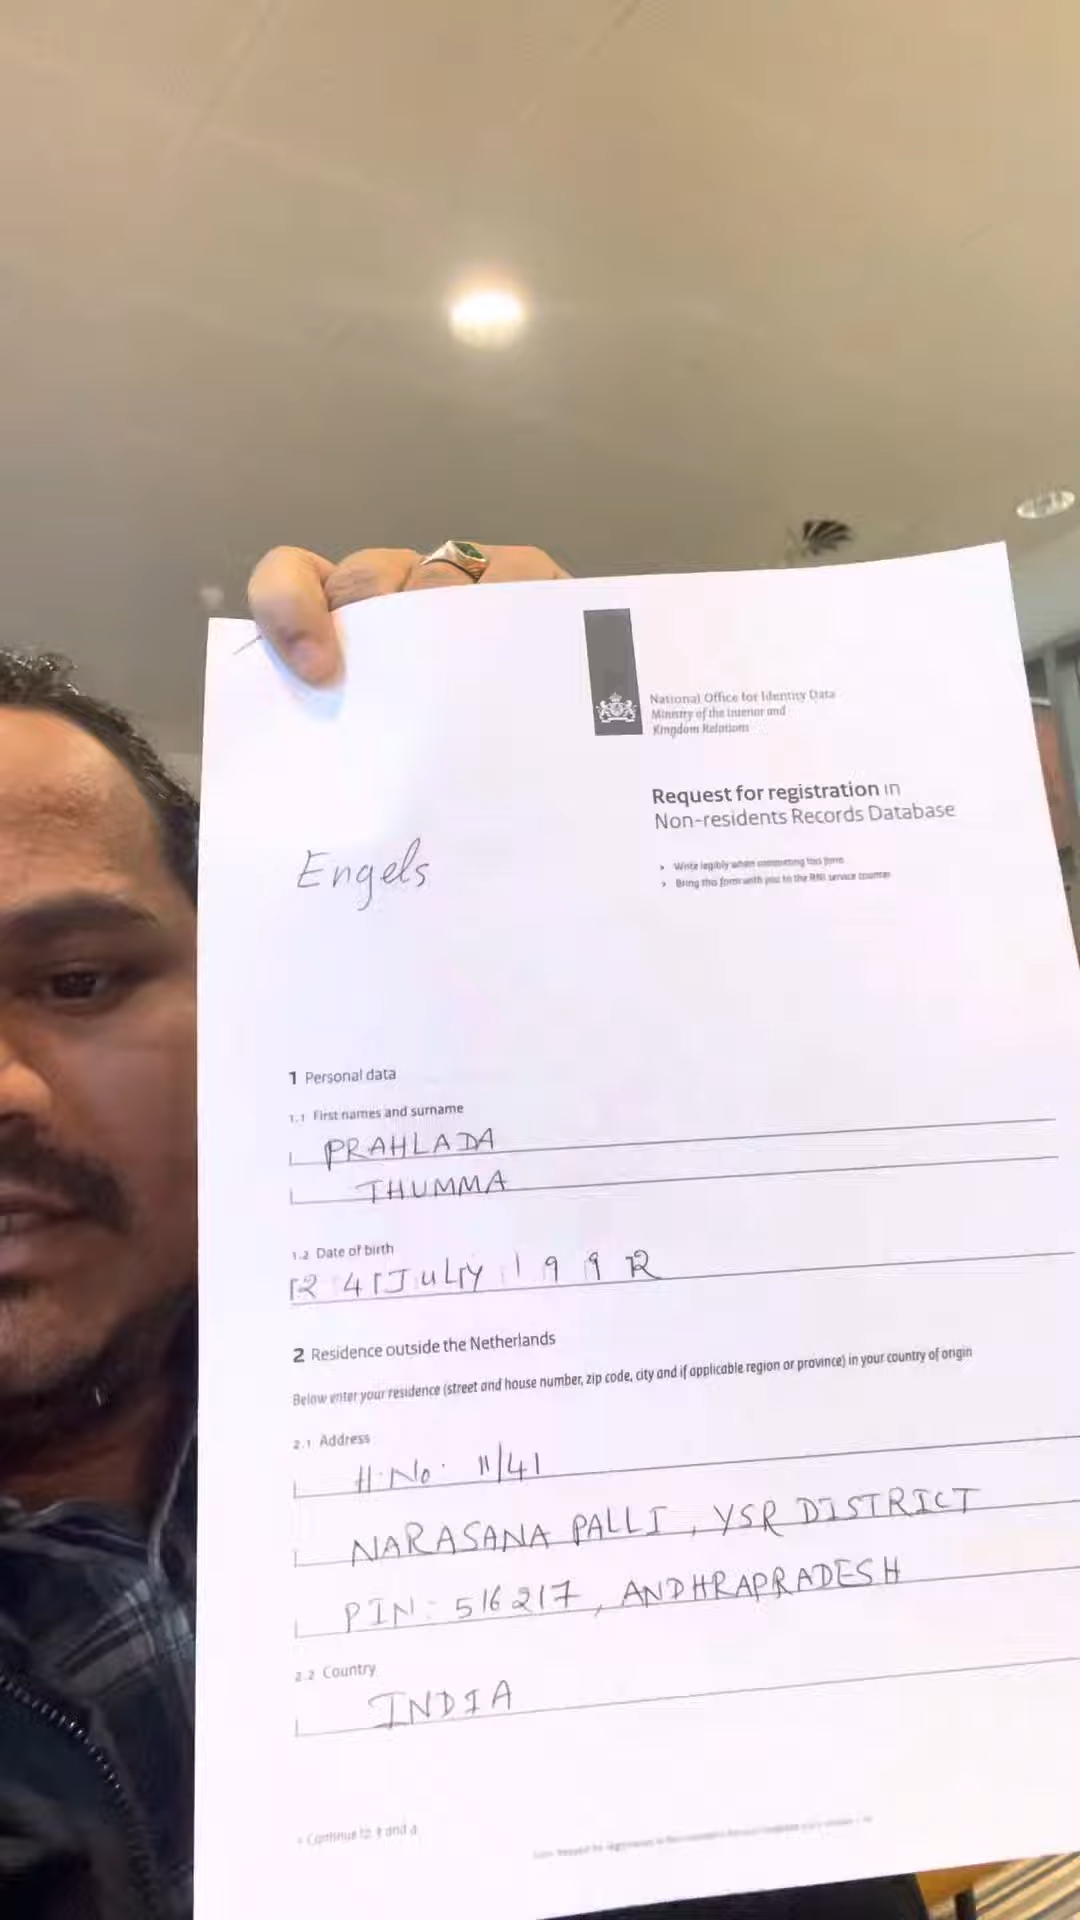 National Office for Identity Data
Ministry of the Interior and
Kingdom Relations
Request for registration in
Non-residents Records Database
› Write legibly when completing this form
› Bring this form with you to the RNI service counter
Engels
1 Personal data
1.1 First names and surname
PRAHLADA
THUMMA
1.2 Date of birth
24 JULY 1992
2 Residence outside the Netherlands
Below enter your residence (street and house number, zip code, city and if applicable region or province) in your country of origin
2.1 Address
H.No. 11/41
NARASANA PALLI, YSR DISTRICT
PIN: 516217, ANDHRAPRADESH
2.2 Country
INDIA
Continue to 3 and 4